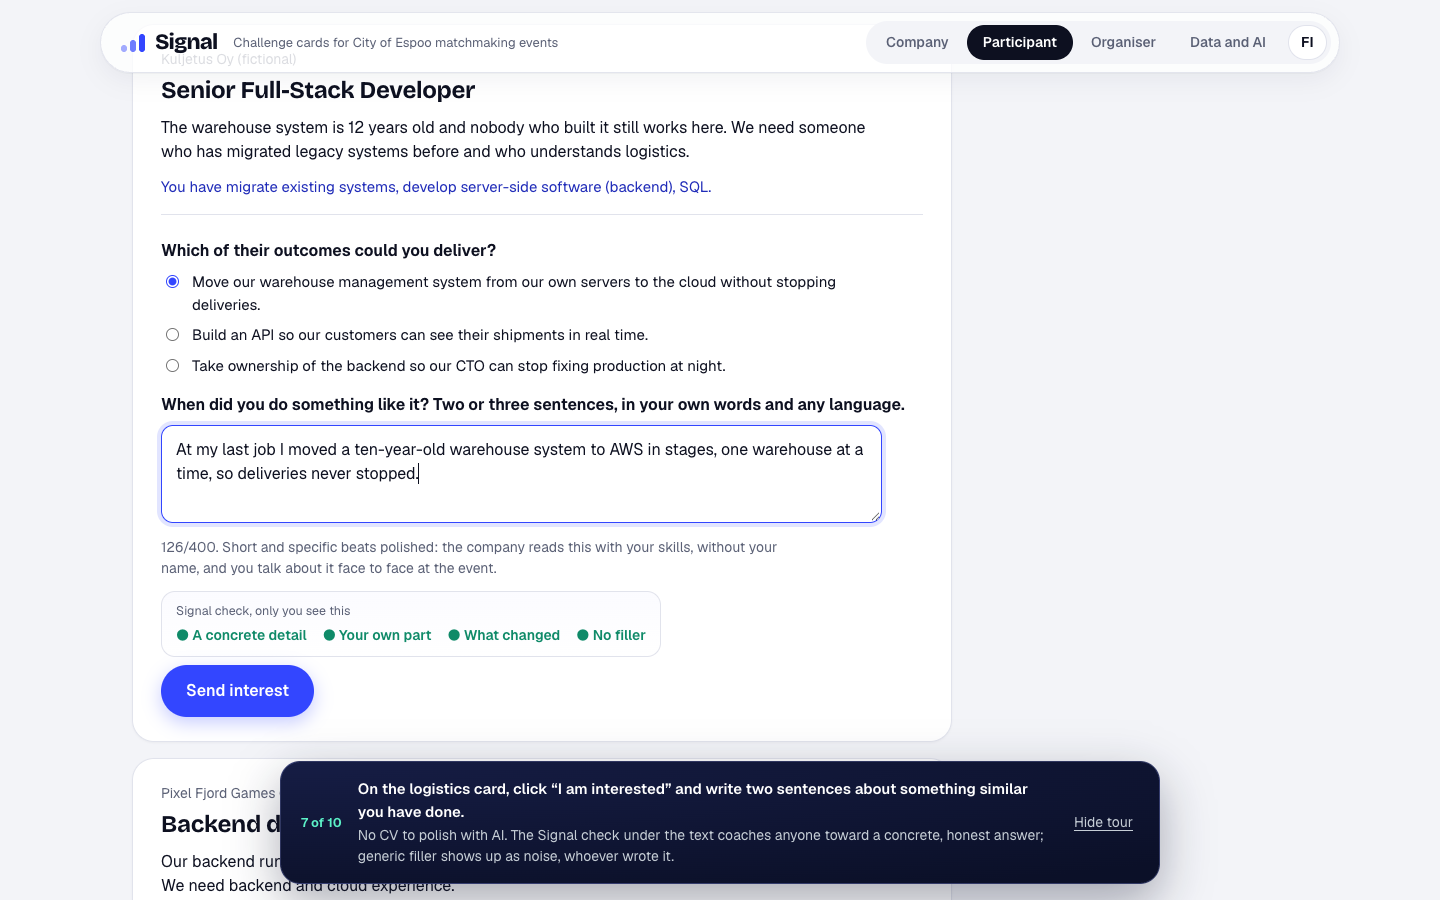 Signal
Challenge cards for City of Espoo matchmaking events
Company
Participant
Organiser
Data and AI
FI
Kuljetus Oy (fictional)
Senior Full-Stack Developer
The warehouse system is 12 years old and nobody who built it still works here. We need someone
who has migrated legacy systems before and who understands logistics.
You have migrate existing systems, develop server-side software (backend), SQL.
Which of their outcomes could you deliver?
Move our warehouse management system from our own servers to the cloud without stopping
deliveries.
Build an API so our customers can see their shipments in real time.
Take ownership of the backend so our CTO can stop fixing production at night.
When did you do something like it? Two or three sentences, in your own words and any language.
At my last job I moved a ten-year-old warehouse system to AWS in stages, one warehouse at a
time, so deliveries never stopped.
126/400. Short and specific beats polished: the company reads this with your skills, without your
name, and you talk about it face to face at the event.
Signal check, only you see this
A concrete detail
Your own part
What changed
No filler
Send interest
Pixel Fjord Games
Backend d
Our backend run
We need backend and cloud experience.
7 of 10
On the logistics card, click “I am interested” and write two sentences about something similar
you have done.
No CV to polish with AI. The Signal check under the text coaches anyone toward a concrete, honest answer;
generic filler shows up as noise, whoever wrote it.
Hide tour